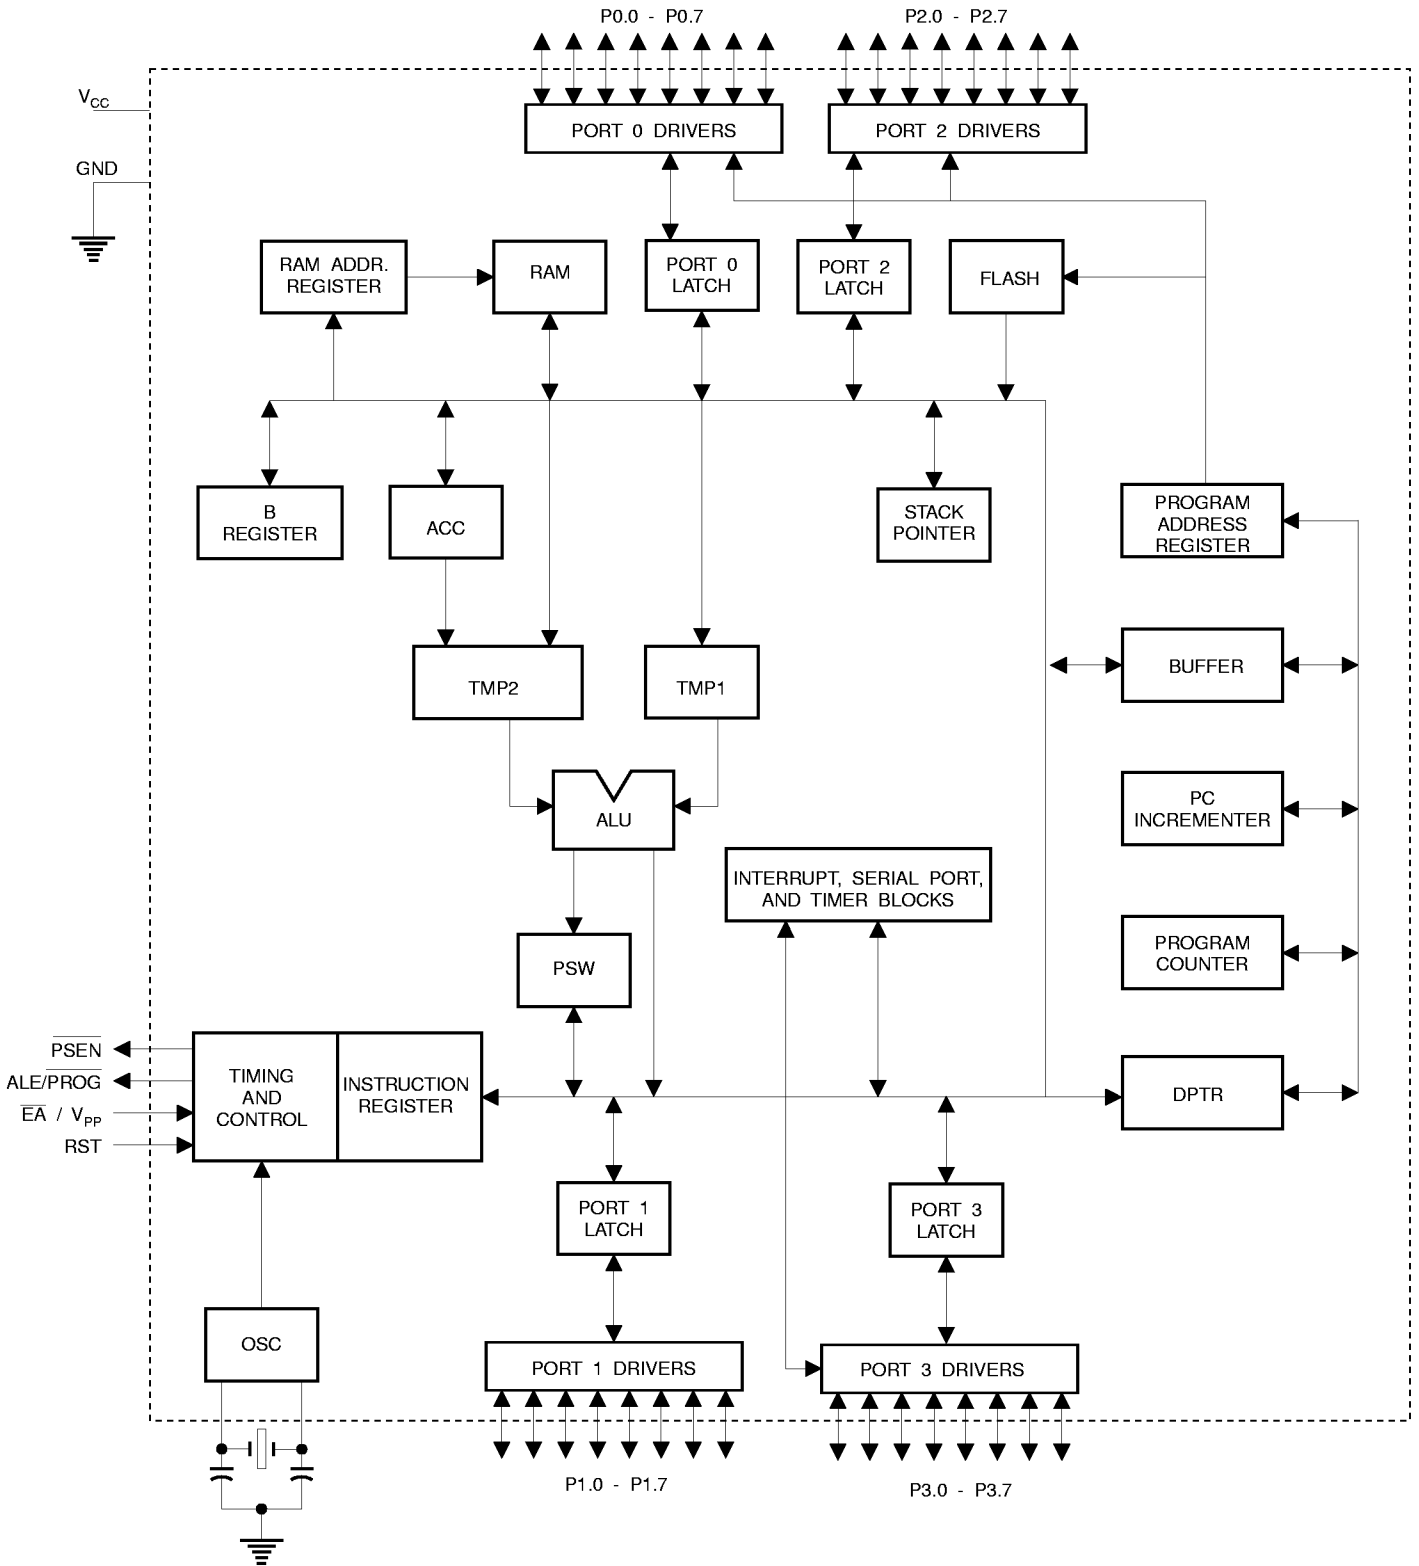 P0.0 - P0.7
P2.0 - P2.7
VCC
GND
PORT 0 DRIVERS
PORT 2 DRIVERS
RAM ADDR.
REGISTER
RAM
PORT 0
LATCH
PORT 2
LATCH
FLASH
B
REGISTER
ACC
STACK
POINTER
PROGRAM
ADDRESS
REGISTER
TMP2
TMP1
BUFFER
ALU
PC
INCREMENTER
INTERRUPT, SERIAL PORT,
AND TIMER BLOCKS
PSW
PROGRAM
COUNTER
PSEN
ALE/PROG
EA / VPP
RST
TIMING
AND
CONTROL
INSTRUCTION
REGISTER
DPTR
PORT 1
LATCH
PORT 3
LATCH
OSC
PORT 1 DRIVERS
PORT 3 DRIVERS
P1.0 - P1.7
P3.0 - P3.7